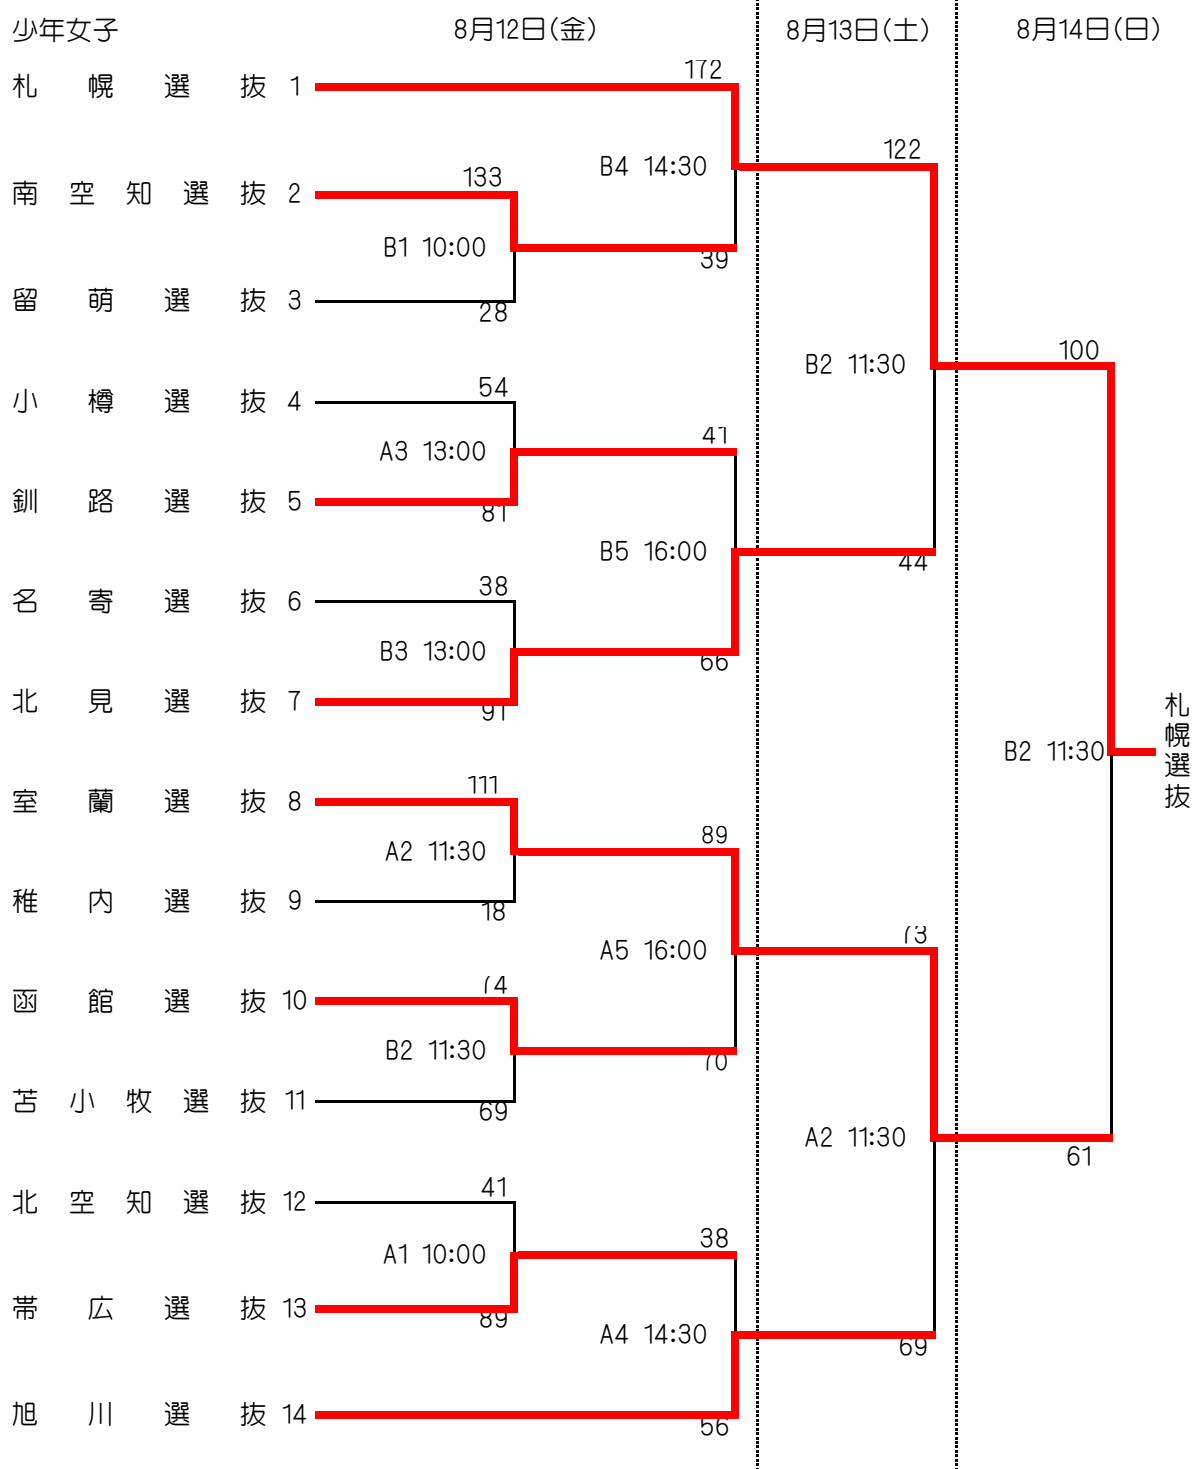 少年女子 8月12日(金) 8月13日(土) 8月14日(日)
札幌選抜 1
172
122
B4 14:30
南空知選抜 2
133
B1 10:00
39
留萌選抜 3
28
B2 11:30
100
小樽選抜 4
54
A3 13:00
41
釧路選抜 5
81
B5 16:00
44
名寄選抜 6
38
B3 13:00
66
北見選抜 7
91
B2 11:30
札幌選抜
室蘭選抜 8
111
A2 11:30
89
稚内選抜 9
18
A5 16:00
73
函館選抜 10
74
B2 11:30
70
苫小牧選抜 11
69
A2 11:30
61
北空知選抜 12
41
A1 10:00
38
帯広選抜 13
89
A4 14:30
69
旭川選抜 14
56